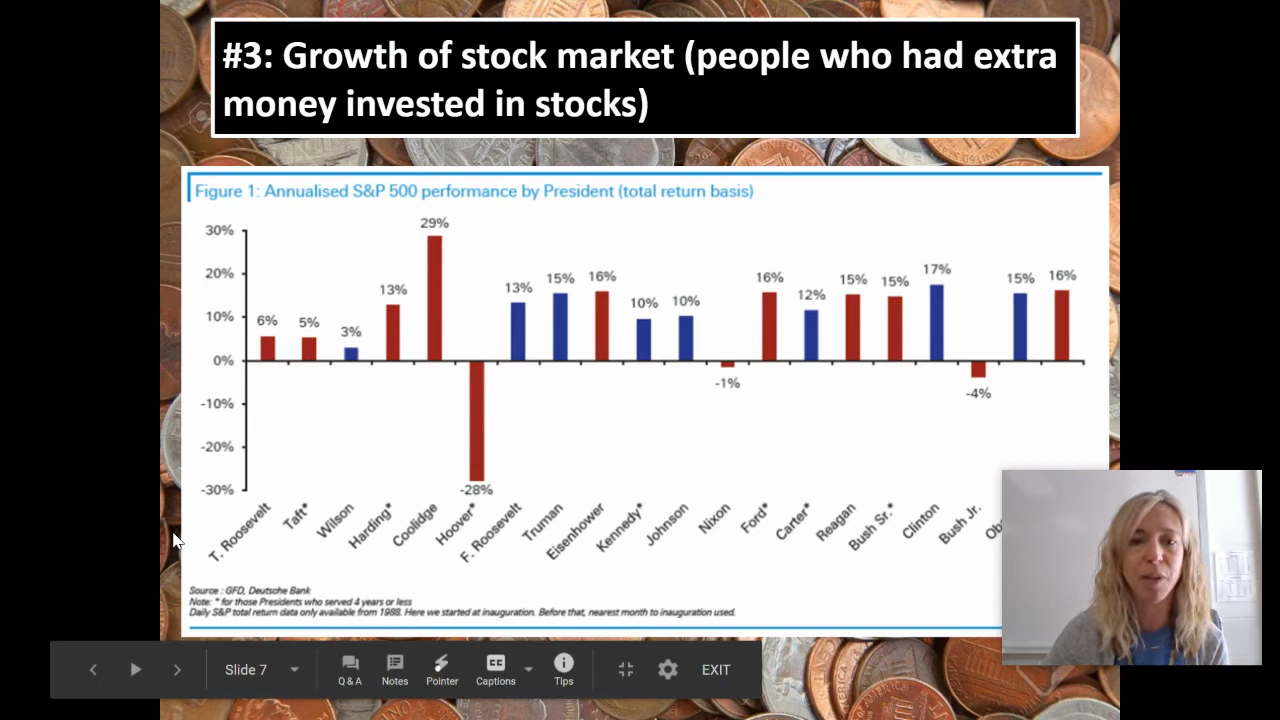 #3: Growth of stock market (people who had extra
money invested in stocks)
Figure 1: Annualised S&P 500 performance by President (total return basis)
30%
20%
10%
0%
-10%
-20%
-30%
6%
5%
3%
13%
29%
-28%
13%
15%
16%
10%
10%
-1%
16%
12%
15%
15%
17%
-4%
15%
16%
T. Roosevelt
Taft*
Wilson
Harding*
Coolidge
Hoover*
F. Roosevelt
Truman
Eisenhower
Kennedy*
Johnson
Nixon
Ford*
Carter*
Reagan
Bush Sr.*
Clinton
Bush Jr.
Source : GFD, Deutsche Bank
Note: * for those Presidents who served 4 years or less
Daily S&P total return data only available from 1988. Here we started at inauguration. Before that, nearest month to inauguration used.
Slide 7
Q & A
Notes
Pointer
CC
Captions
Tips
EXIT